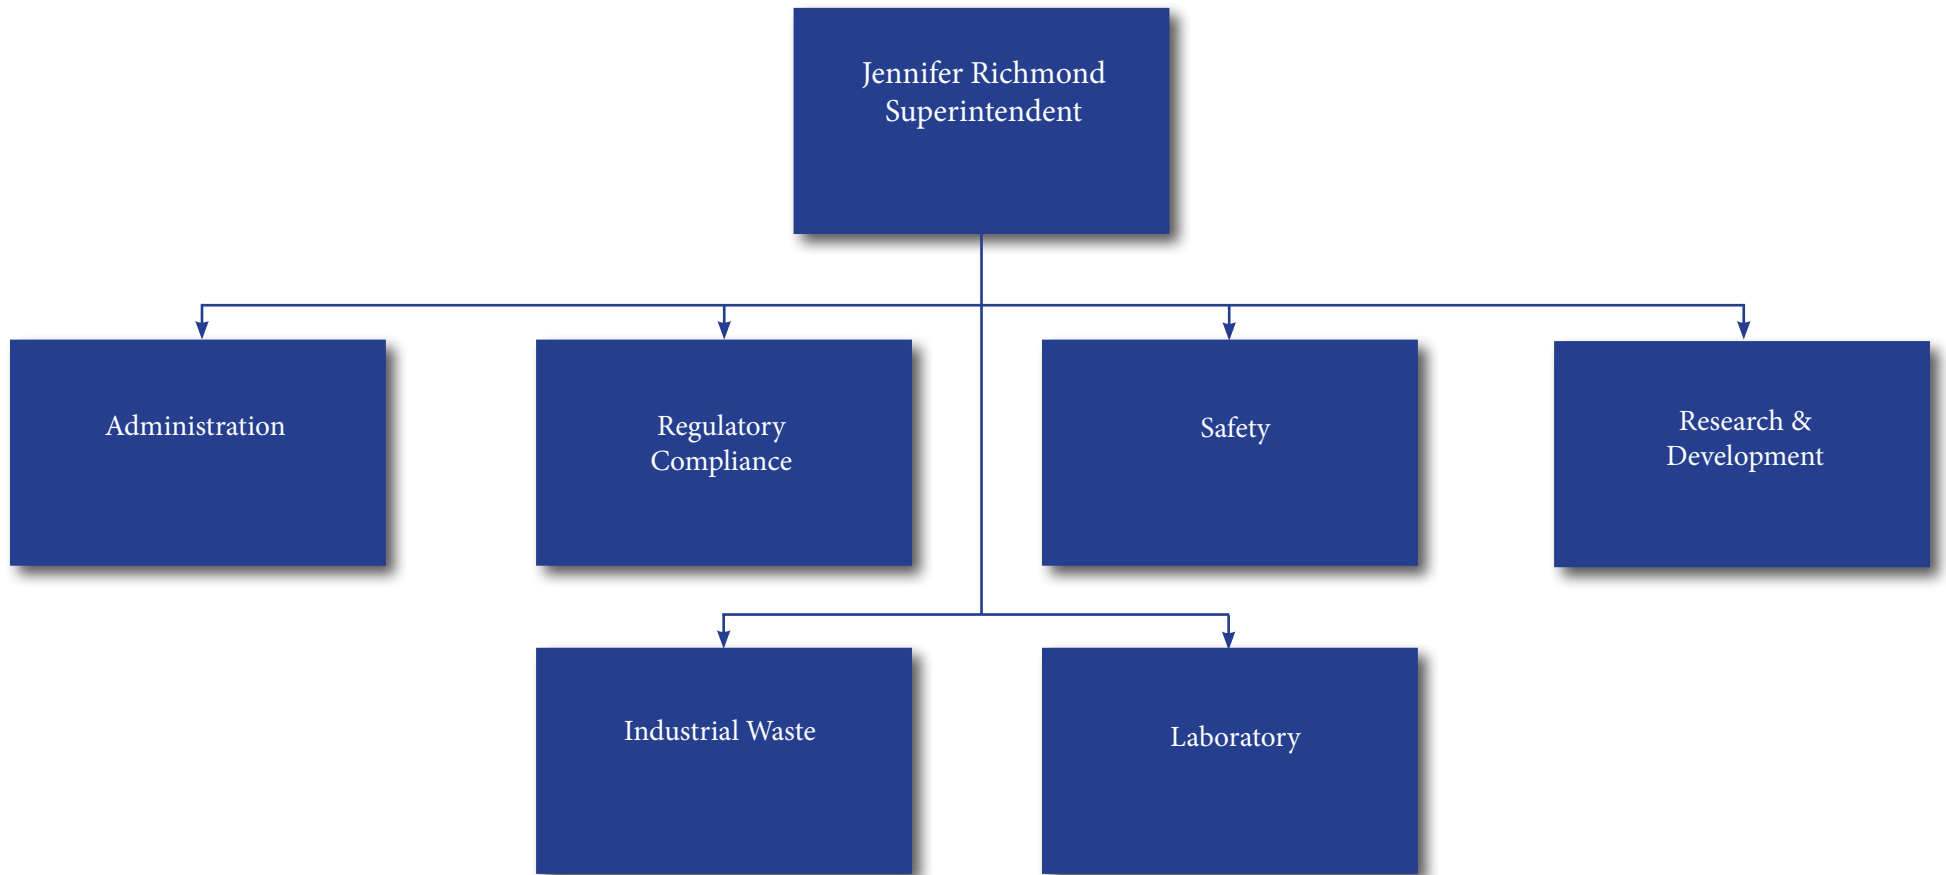 Jennifer Richmond
Superintendent
Administration
Regulatory
Compliance
Safety
Research &
Development
Industrial Waste
Laboratory